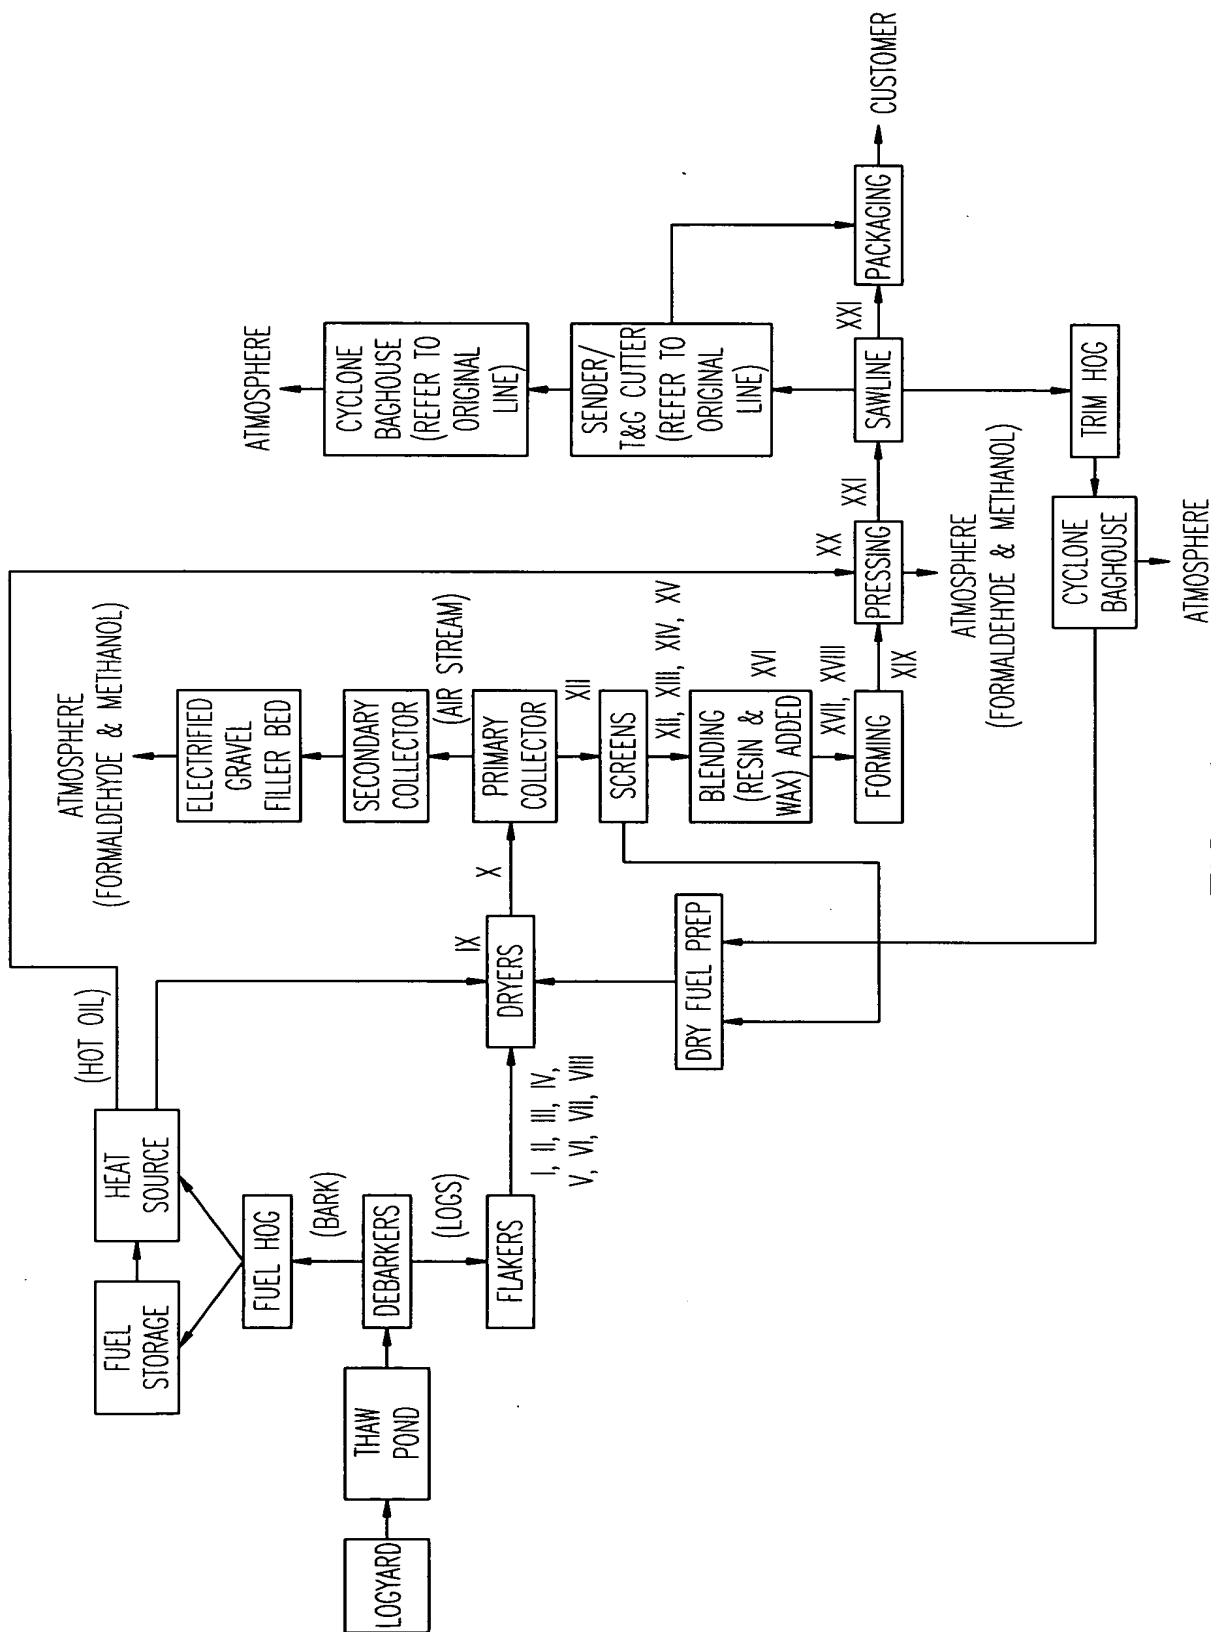 LOGYARD
THAW
POND
FUEL
STORAGE
HEAT
SOURCE
(HOT OIL)
FUEL HOG
(BARK)
DEBARKERS
(LOGS)
FLAKERS
I, II, III, IV,
V, VI, VII, VIII
IX
DRYERS
X
DRY FUEL PREP
ATMOSPHERE
(FORMALDEHYDE & METHANOL)
ELECTRIFIED
GRAVEL
FILLER BED
SECONDARY
COLLECTOR
(AIR STREAM)
PRIMARY
COLLECTOR
XII
SCREENS
XII, XIII, XIV, XV
BLENDING
(RESIN &
WAX) ADDED
XVI
XVII, XVIII
FORMING
XIX
XX
PRESSING
ATMOSPHERE
(FORMALDEHYDE & METHANOL)
XXI
SAWLINE
XXI
ATMOSPHERE
CYCLONE
BAGHOUSE
(REFER TO
ORIGINAL
LINE)
SENDER/
T&G CUTTER
(REFER TO
ORIGINAL
LINE)
PACKAGING
CUSTOMER
TRIM HOG
CYCLONE
BAGHOUSE
ATMOSPHERE